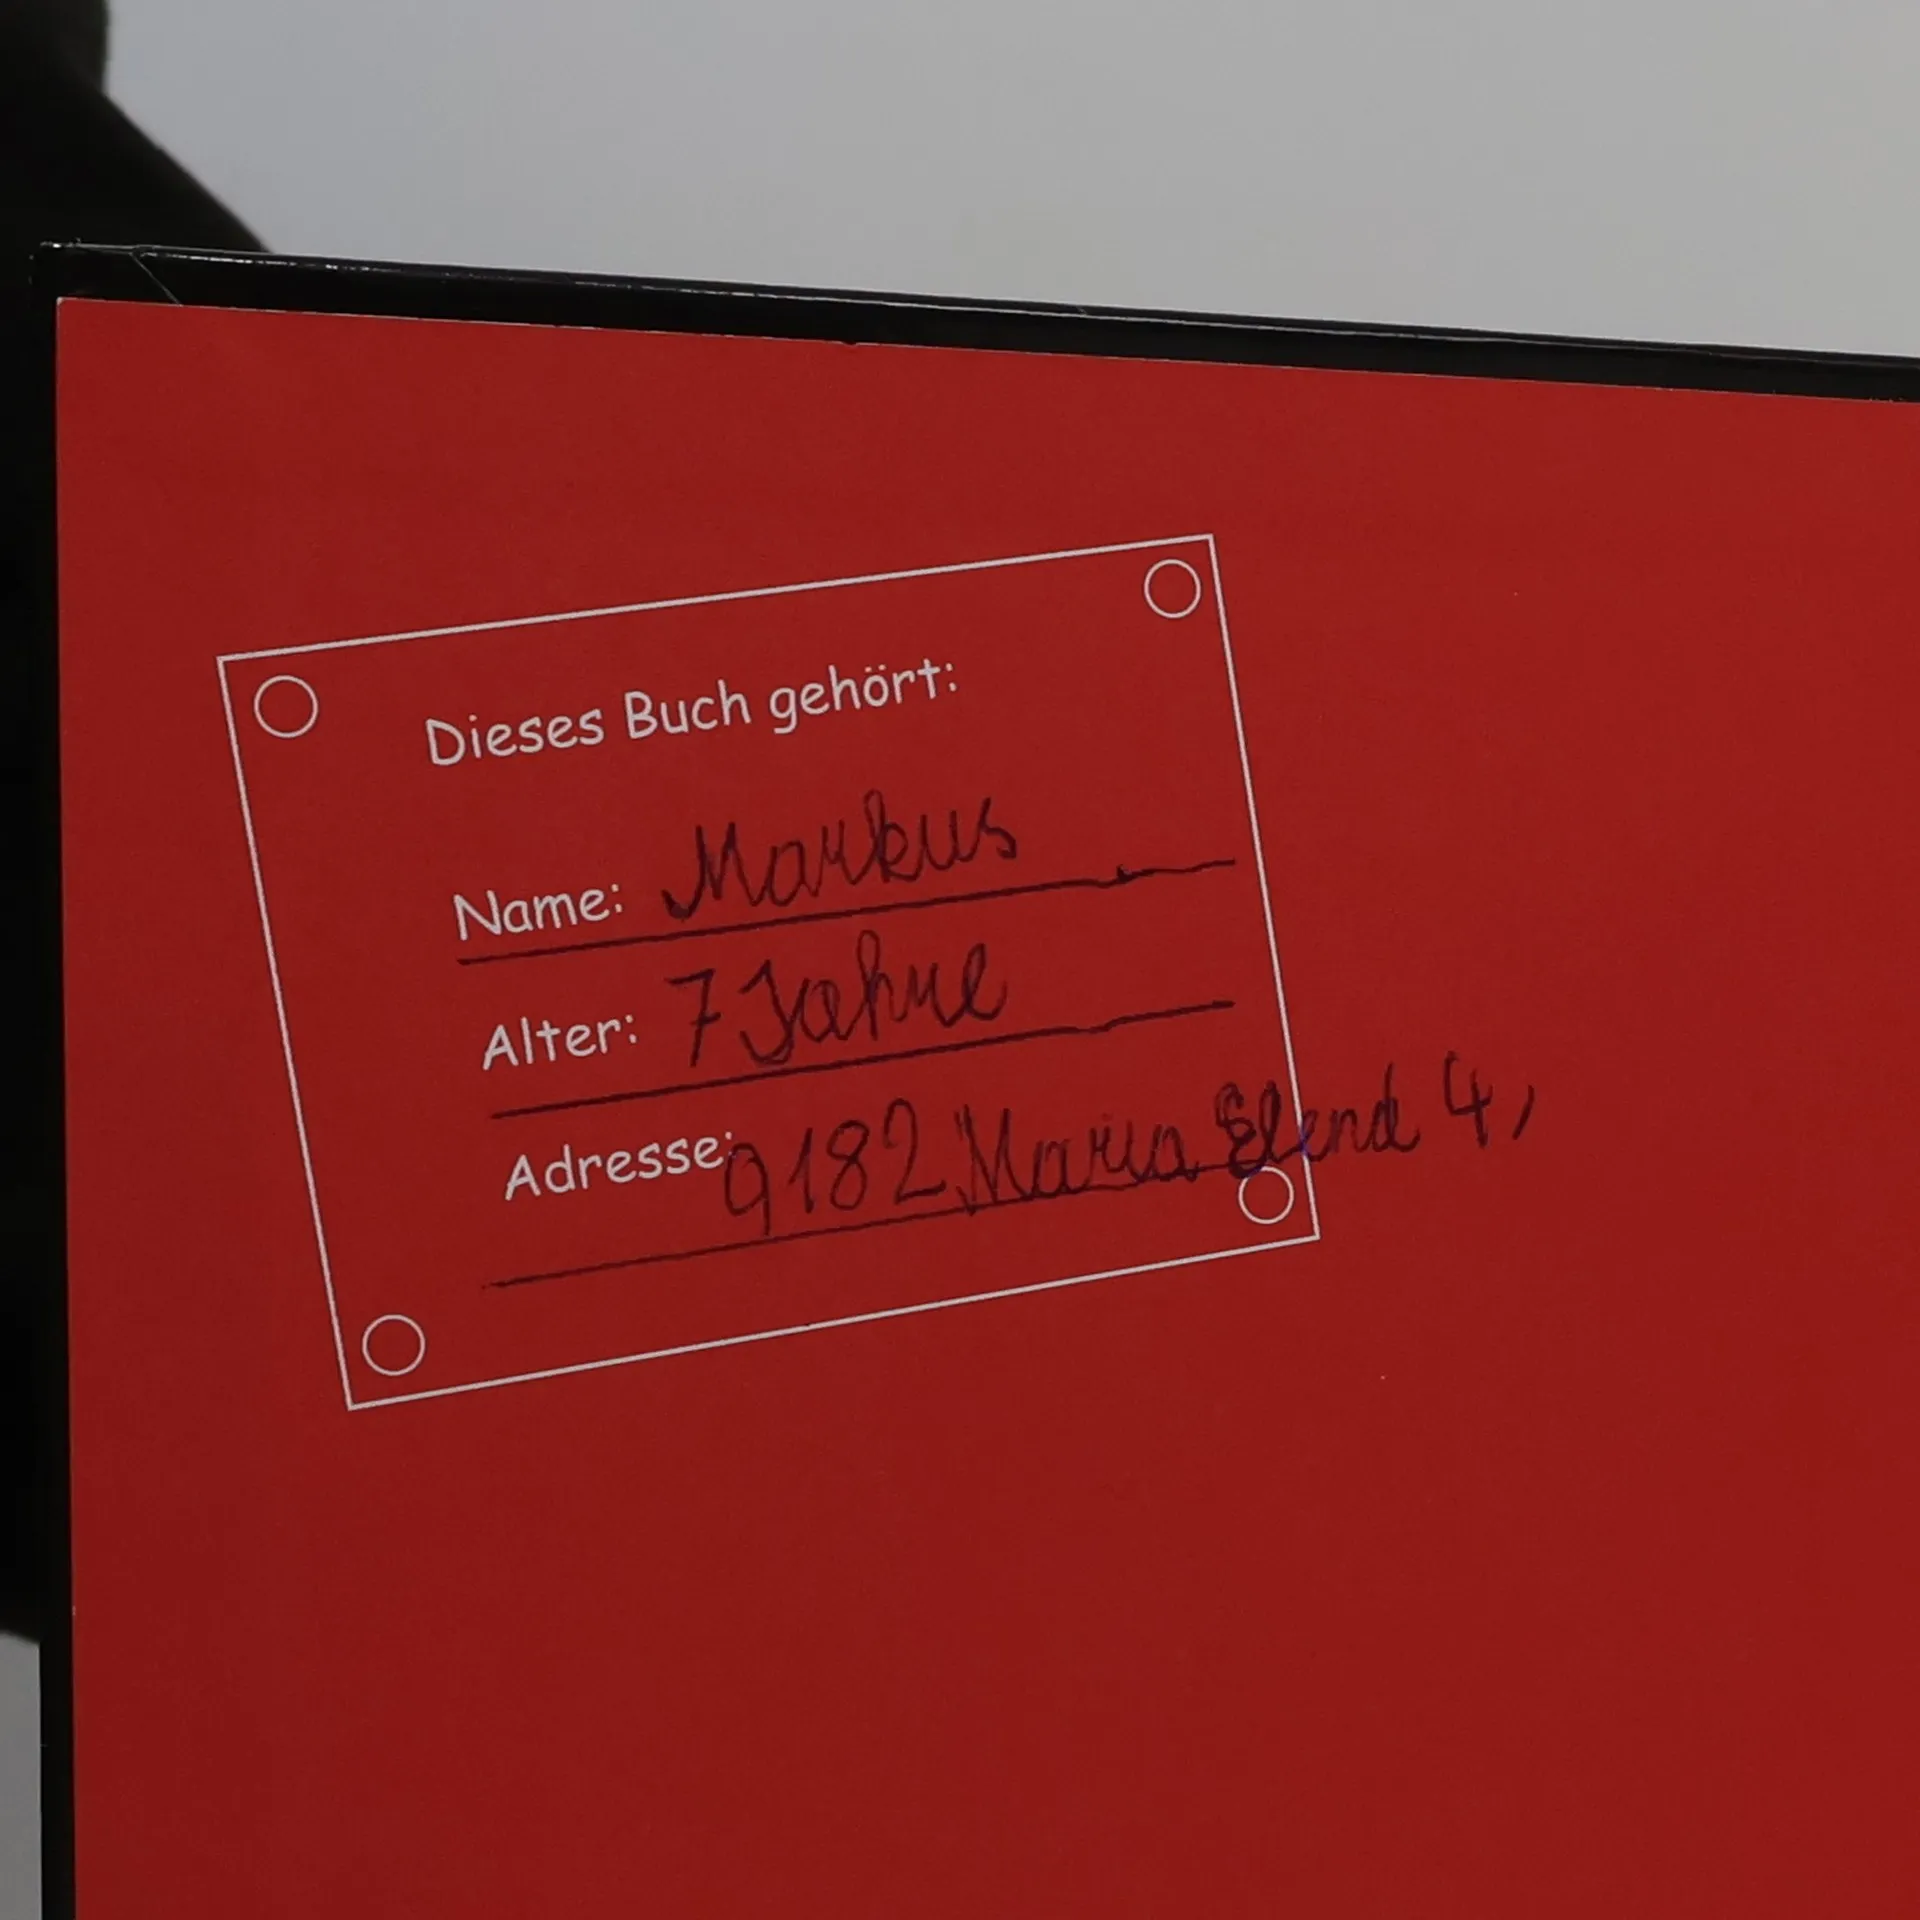 Dieses Buch gehört:
Name: Markus
Alter: 7 Jahre
Adresse: 9182 Maria Elend 4,